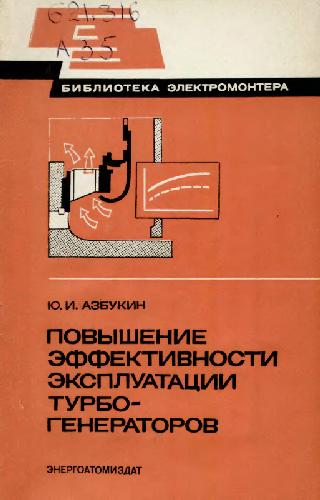 621.316
А 35
БИБЛИОТЕКА ЭЛЕКТРОМОНТЕРА
Ю. И. АЗБУКИН
ПОВЫШЕНИЕ
ЭФФЕКТИВНОСТИ
ЭКСПЛУАТАЦИИ
ТУРБО-
ГЕНЕРАТОРОВ
ЭНЕРГОАТОМИЗДАТ